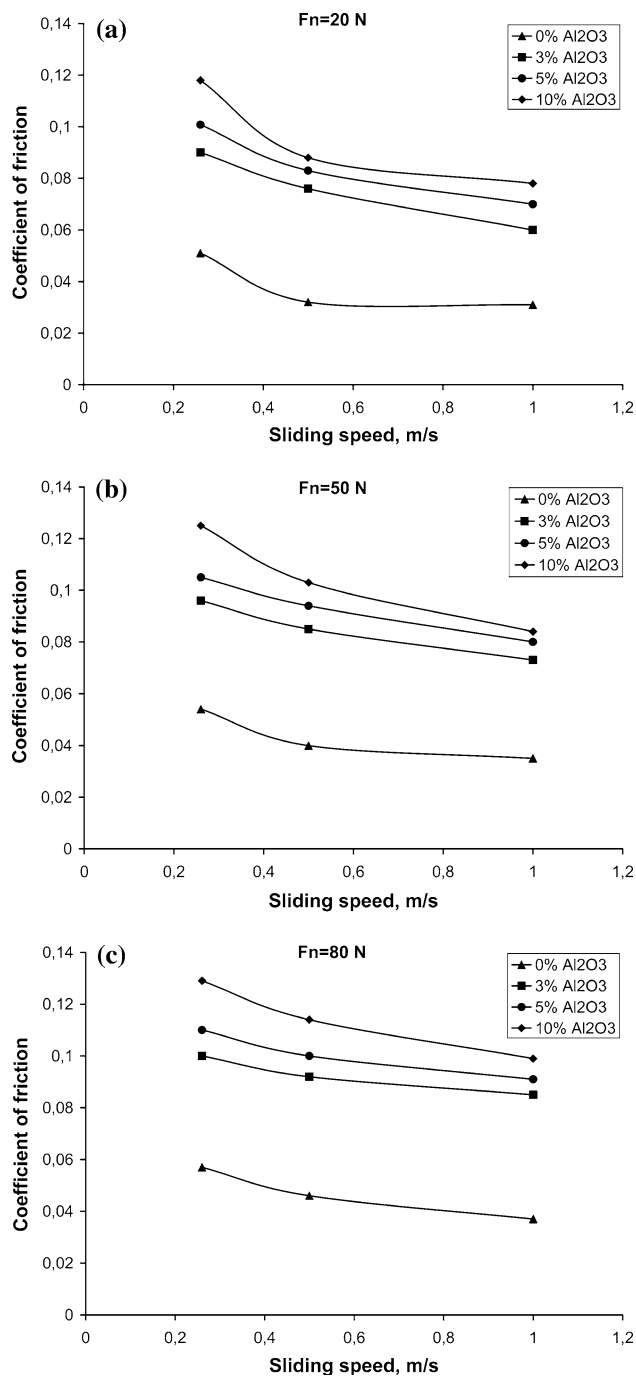 (a)
Fn=20 N
0% Al2O3
3% Al2O3
5% Al2O3
10% Al2O3
Coefficient of friction
0,14
0,12
0,1
0,08
0,06
0,04
0,02
0
0 0,2 0,4 0,6 0,8 1 1,2
Sliding speed, m/s
(b)
Fn=50 N
0% Al2O3
3% Al2O3
5% Al2O3
10% Al2O3
Coefficient of friction
0,14
0,12
0,1
0,08
0,06
0,04
0,02
0
0 0,2 0,4 0,6 0,8 1 1,2
Sliding speed, m/s
(c)
Fn=80 N
0% Al2O3
3% Al2O3
5% Al2O3
10% Al2O3
Coefficient of friction
0,14
0,12
0,1
0,08
0,06
0,04
0,02
0
0 0,2 0,4 0,6 0,8 1 1,2
Sliding speed, m/s